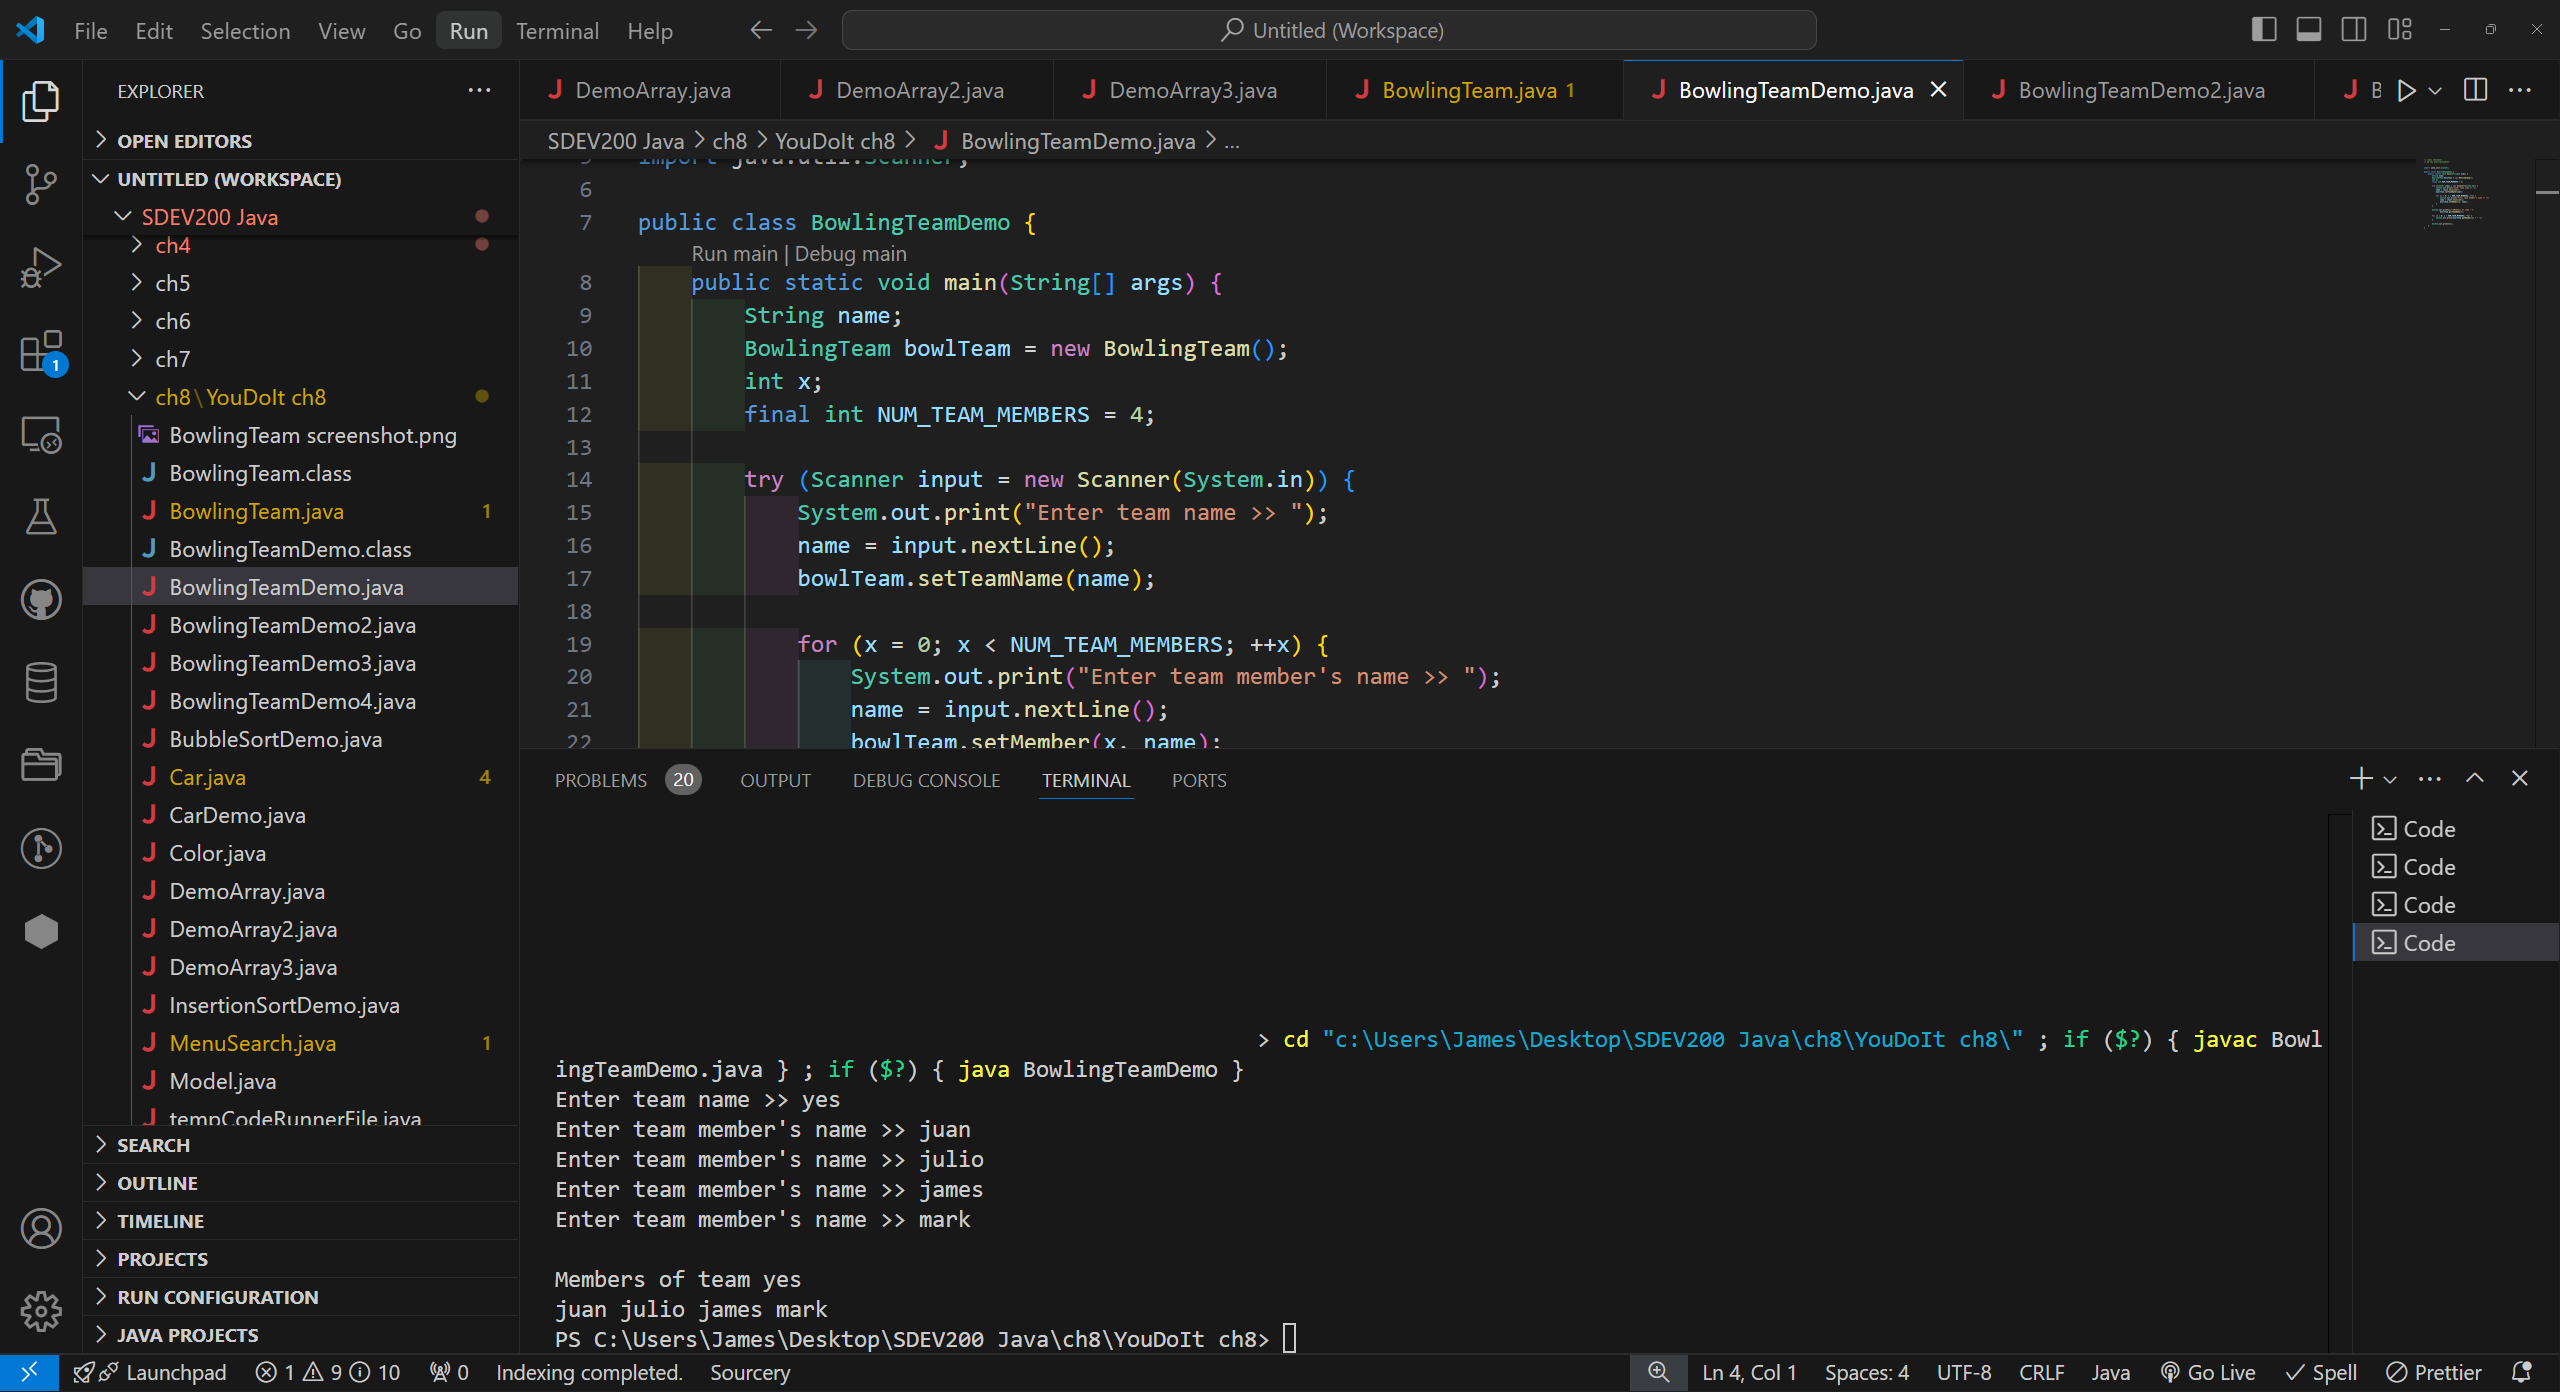 File Edit Selection View Go Run Terminal Help
Untitled (Workspace)
EXPLORER
DemoArray.java
DemoArray2.java
DemoArray3.java
BowlingTeam.java 1
BowlingTeamDemo.java
BowlingTeamDemo2.java
B
SDEV200 Java > ch8 > YouDoIt ch8 > BowlingTeamDemo.java > ...
OPEN EDITORS
UNTITLED (WORKSPACE)
SDEV200 Java
ch4
ch5
ch6
ch7
1
ch8\YouDoIt ch8
BowlingTeam screenshot.png
BowlingTeam.class
BowlingTeam.java 1
BowlingTeamDemo.class
BowlingTeamDemo.java
BowlingTeamDemo2.java
BowlingTeamDemo3.java
BowlingTeamDemo4.java
BubbleSortDemo.java
Car.java 4
CarDemo.java
Color.java
DemoArray.java
DemoArray2.java
DemoArray3.java
InsertionSortDemo.java
MenuSearch.java 1
Model.java
tempCodeRunnerFile.java
SEARCH
OUTLINE
TIMELINE
PROJECTS
RUN CONFIGURATION
JAVA PROJECTS
5 import java.util.Scanner;
6
7 public class BowlingTeamDemo {
Run main | Debug main
8 public static void main(String[] args) {
9 String name;
10 BowlingTeam bowlTeam = new BowlingTeam();
11 int x;
12 final int NUM_TEAM_MEMBERS = 4;
13
14 try (Scanner input = new Scanner(System.in)) {
15 System.out.print("Enter team name >> ");
16 name = input.nextLine();
17 bowlTeam.setTeamName(name);
18
19 for (x = 0; x < NUM_TEAM_MEMBERS; ++x) {
20 System.out.print("Enter team member's name >> ");
21 name = input.nextLine();
22 bowlTeam.setMember(x, name);
PROBLEMS 20 OUTPUT DEBUG CONSOLE TERMINAL PORTS
> cd "c:\Users\James\Desktop\SDEV200 Java\ch8\YouDoIt ch8\" ; if ($?) { javac Bowl
ingTeamDemo.java } ; if ($?) { java BowlingTeamDemo }
Enter team name >> yes
Enter team member's name >> juan
Enter team member's name >> julio
Enter team member's name >> james
Enter team member's name >> mark
Members of team yes
juan julio james mark
PS C:\Users\James\Desktop\SDEV200 Java\ch8\YouDoIt ch8>
Code
Code
Code
Code
Launchpad 1 9 10 0 Indexing completed. Sourcery
Ln 4, Col 1 Spaces: 4 UTF-8 CRLF Java Go Live Spell Prettier